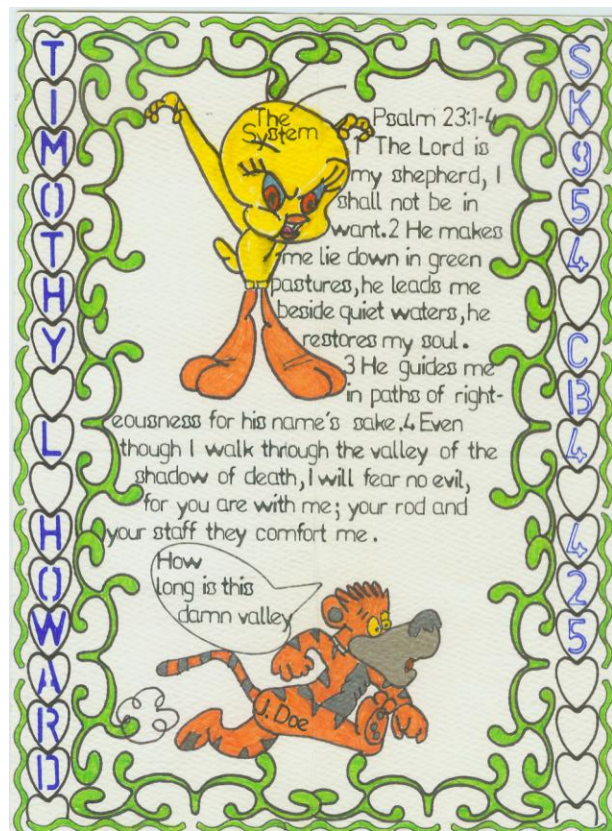 TIMOTHY L HOWARD
The
System
Psalm 23:1-4
1 The Lord is
my shepherd, I
shall not be in
want.2 He makes
me lie down in green
pastures, he leads me
beside quiet waters, he
restores my soul.
3 He guides me
in paths of right-
eousness for his name's sake.4 Even
though I walk through the valley of the
shadow of death, I will fear no evil,
for you are with me; your rod and
your staff they comfort me.
How
long is this
damn valley
J. Doe
SK954 CB4 425